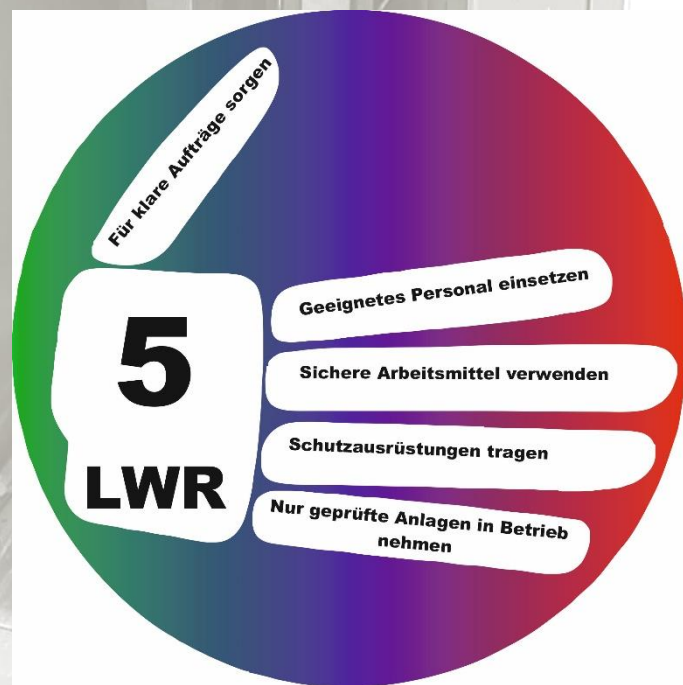 Für klare Aufträge sorgen
5
LWR
Geeignetes Personal einsetzen
Sichere Arbeitsmittel verwenden
Schutzausrüstungen tragen
Nur geprüfte Anlagen in Betrieb
nehmen